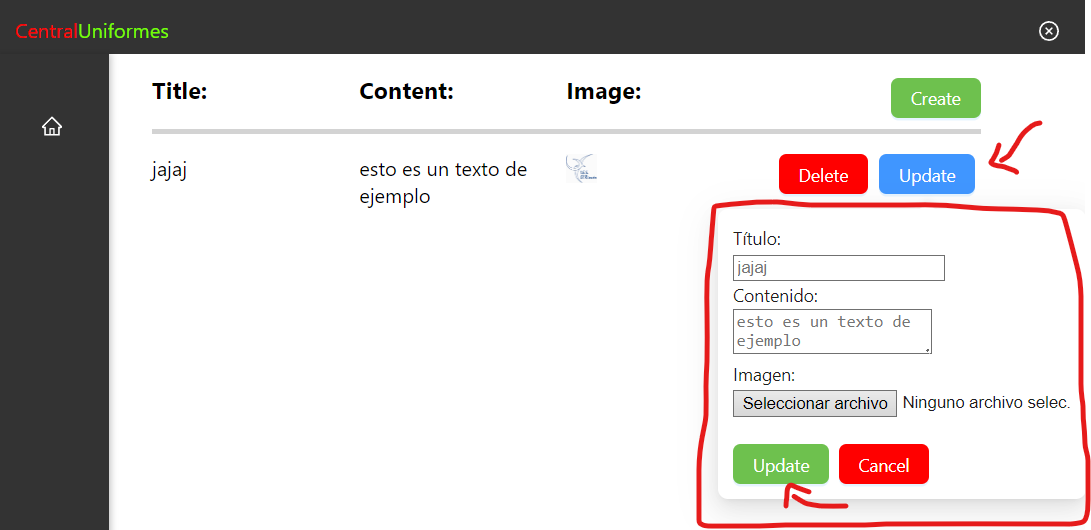 CentralUniformes
Title: Content: Image: Create
jajaj esto es un texto de Delete Update
ejemplo
Título:
jajaj
Contenido:
esto es un texto de
ejemplo
Imagen:
Seleccionar archivo Ninguno archivo selec.
Update Cancel